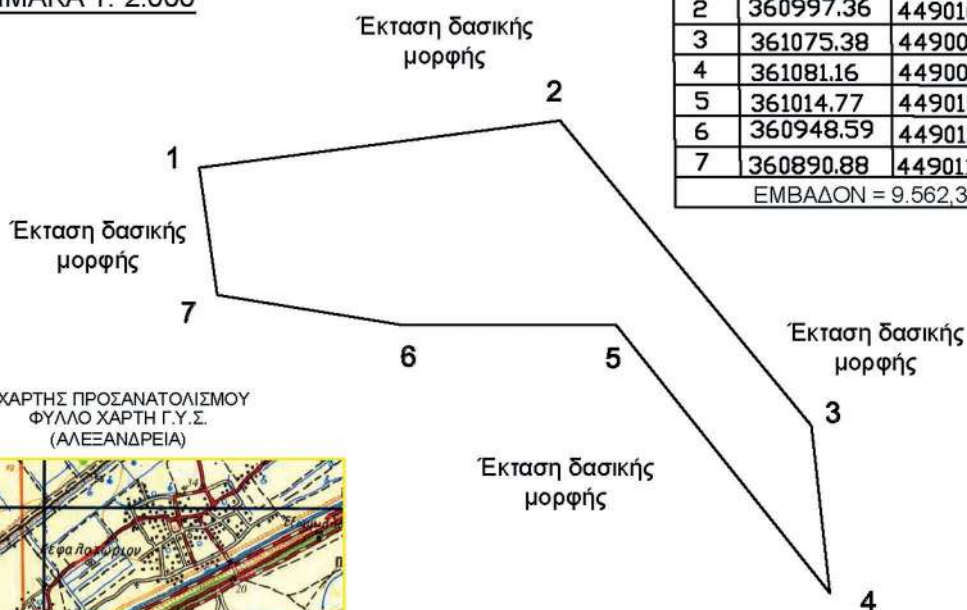 ΚΛΙΜΑΚΑ 1: 2.000
Έκταση δασικής
μορφής
2 360997.36
3 361075.38
4 361081.16
5 361014.77
6 360948.59
7 360890.88
ΕΜΒΑΔΟΝ = 9.562,3
2
1
Έκταση δασικής
μορφής
7
6
5
Έκταση δασικής
μορφής
3
ΧΑΡΤΗΣ ΠΡΟΣΑΝΑΤΟΛΙΣΜΟΥ
ΦΥΛΛΟ ΧΑΡΤΗ Γ.Υ.Σ.
(ΑΛΕΞΑΝΔΡΕΙΑ)
Έκταση δασικής
μορφής
4